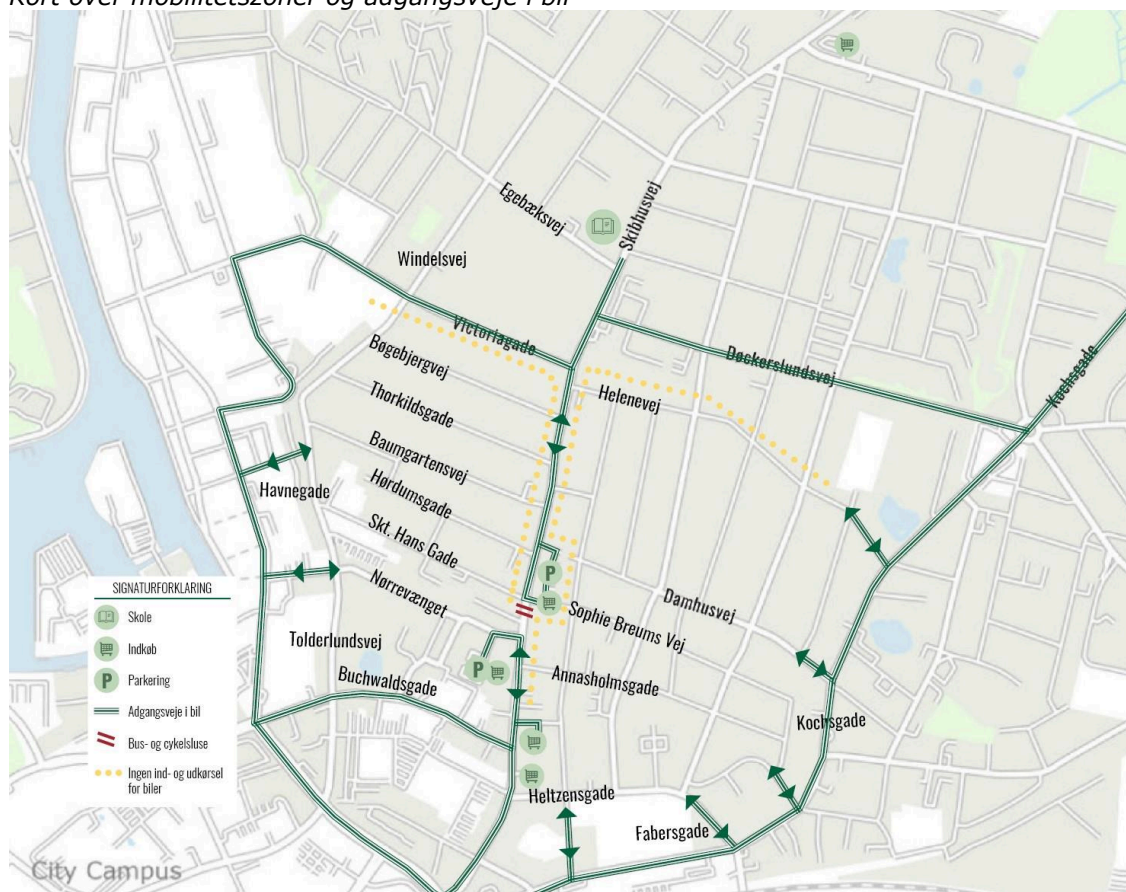 Kort over mobilitetszoner og adgangsveje i bil
Egebæksvej
Skibhusvej
Windelsvej
Victoriagade
Bøgebjergvej
Døckerslundsvej
Kochsgade
Thorkildsgade
Helenevej
Baumgartensvej
Havnegade
Hørdumsgade
Skt. Hans Gade
P
Nørrevænget
Damhusvej
Sophie Breums Vej
SIGNATURFORKLARING
Skole
Indkøb
P Parkering
Adgangsveje i bil
Bus- og cykelsluse
Ingen ind- og udkørsel
for biler
Tolderlundsvej
P
Buchwaldsgade
Annasholmsgade
Kochsgade
Heltzensgade
Fabersgade
City Campus